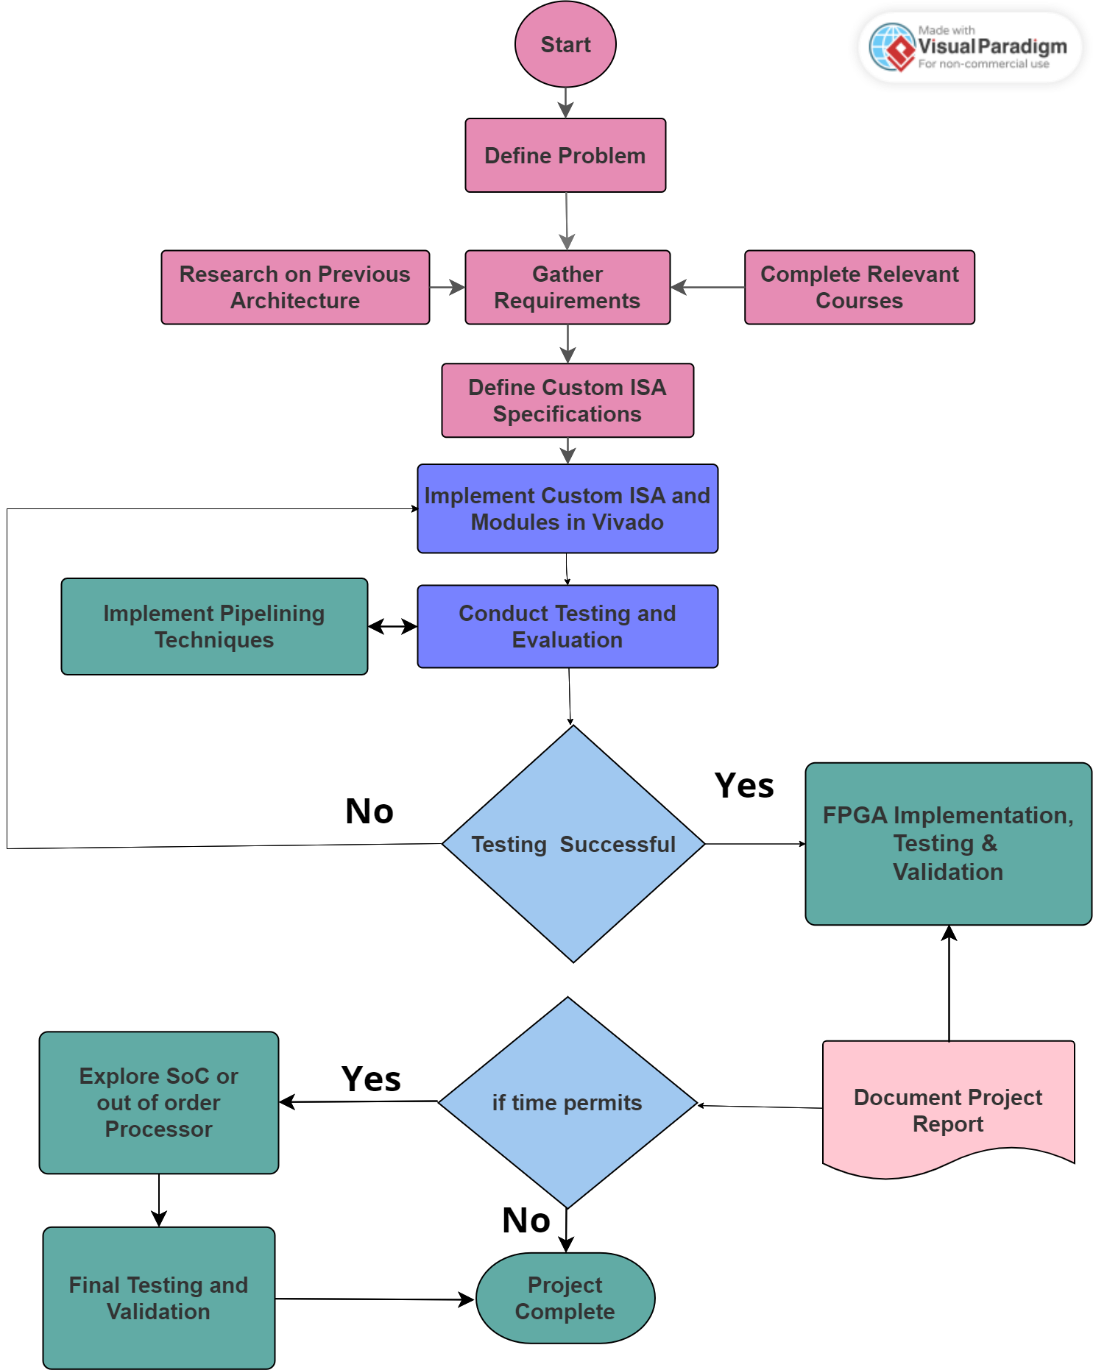 Start
Made with
Visual Paradigm
For non-commercial use
Define Problem
Research on Previous
Architecture
Gather
Requirements
Complete Relevant
Courses
Define Custom ISA
Specifications
Implement Custom ISA and
Modules in Vivado
Implement Pipelining
Techniques
Conduct Testing and
Evaluation
No
Testing  Successful
Yes
FPGA Implementation,
Testing &
Validation
Explore SoC or
out of order
Processor
Yes
if time permits
Document Project
Report
No
Final Testing and
Validation
Project
Complete